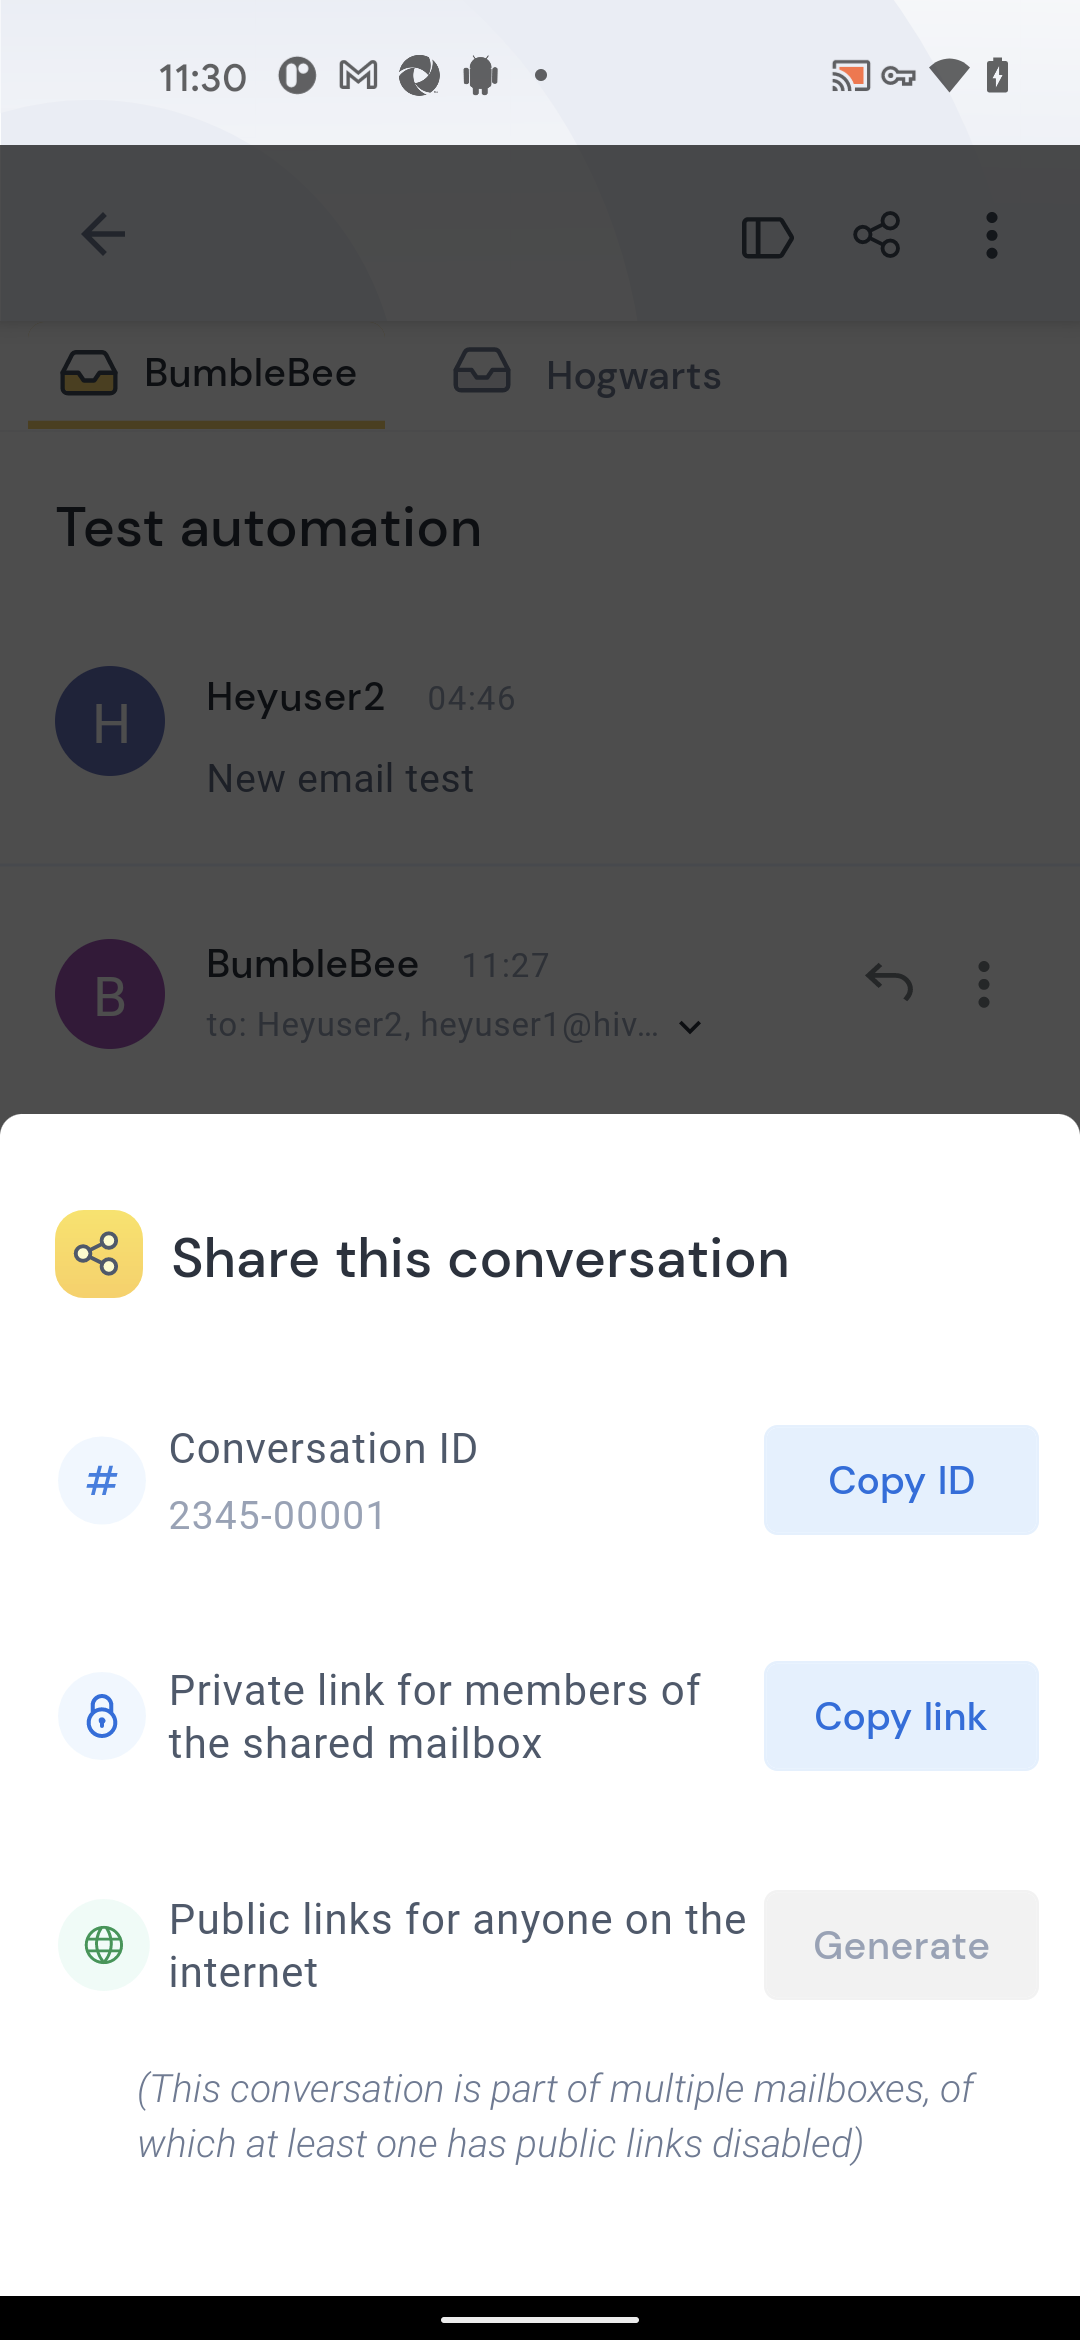 11:30
BumbleBee
Hogwarts
Test automation
H
Heyuser2 04:46
New email test
B
BumbleBee 11:27
to: Heyuser2, heyuser1@hiv...
Share this conversation
#
Conversation ID
2345-00001
Copy ID
Private link for members of
the shared mailbox
Copy link
Public links for anyone on the
internet
Generate
(This conversation is part of multiple mailboxes, of
which at least one has public links disabled)